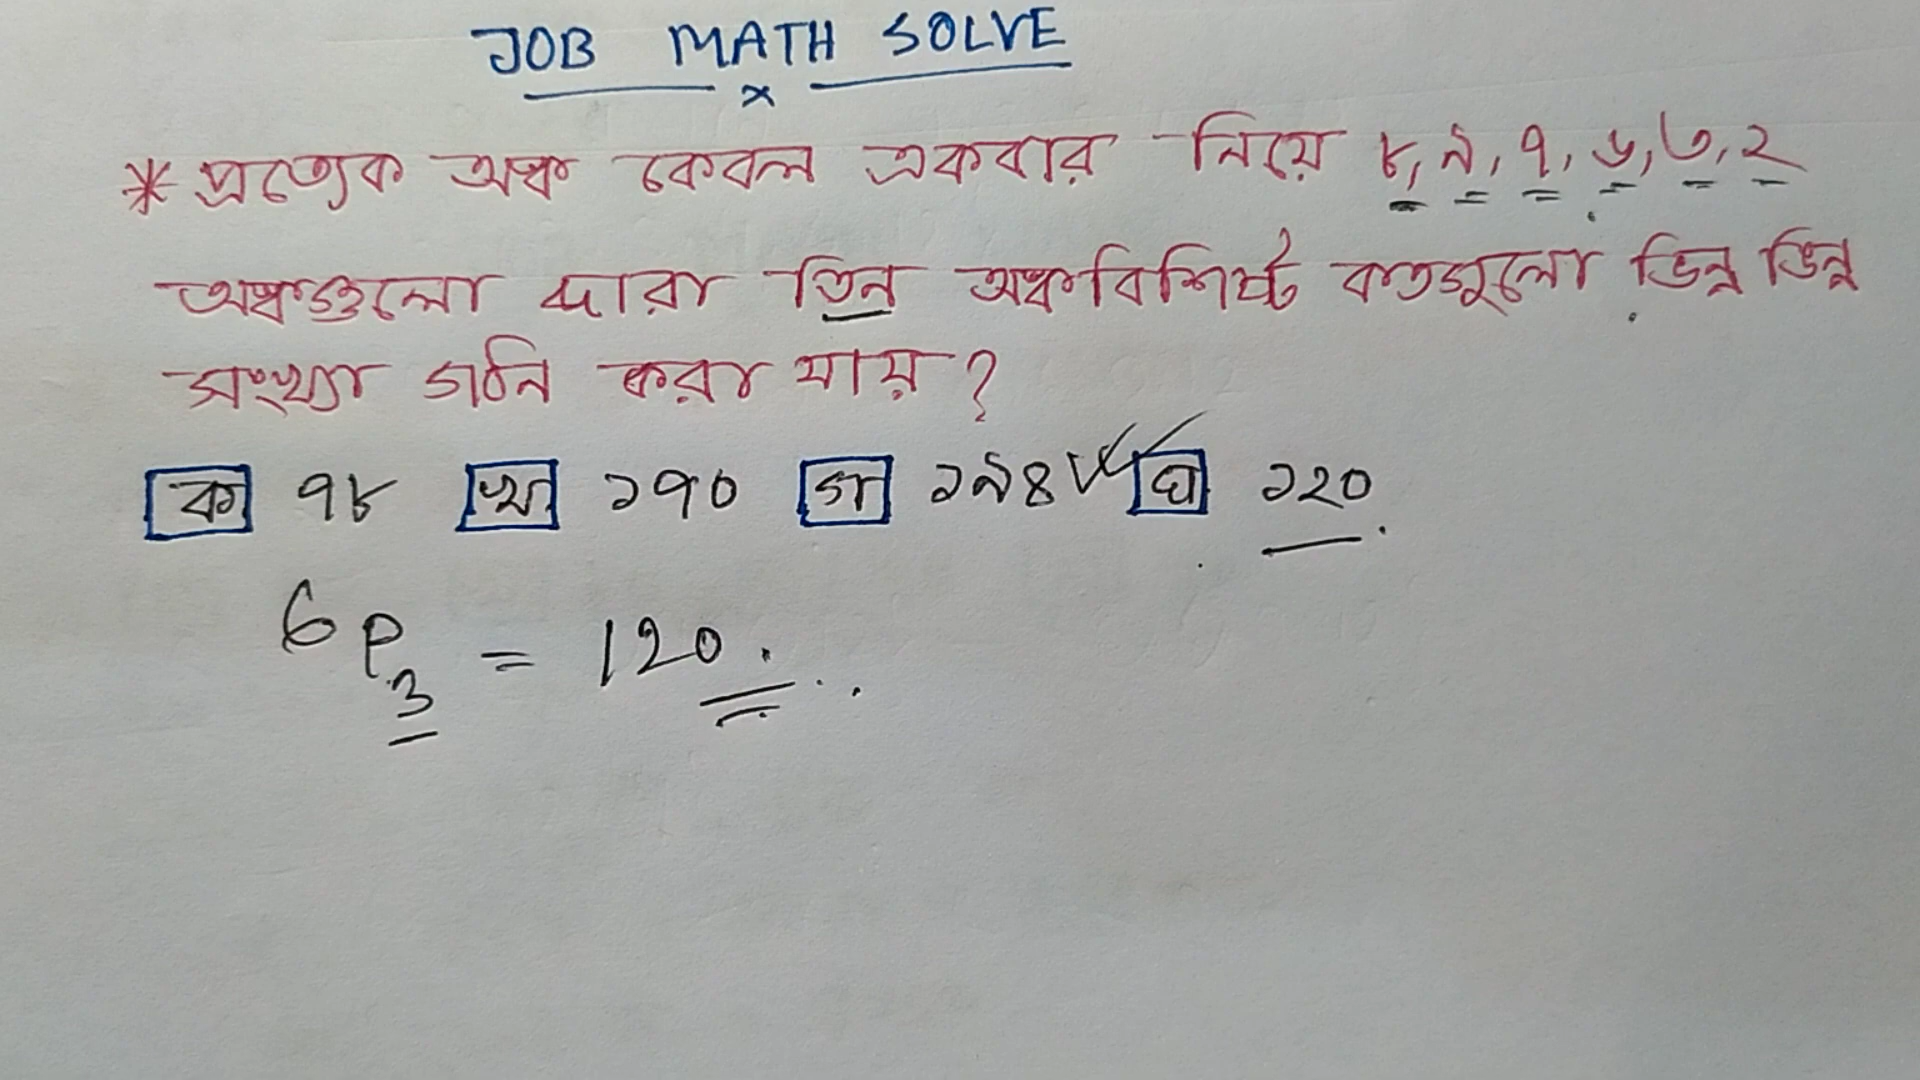 JOB MATH SOLVE
x
* প্রত্যেক অঙ্ক কেবল একবার নিয়ে ৮, ৯, ৭, ৬, ৩, ২
অঙ্কগুলো দ্বারা তিন অঙ্কবিশিষ্ট কতগুলো ভিন্ন ভিন্ন
সংখ্যা গঠন করা যায় ?
ক ৭৮ খ ১৭০ গ ১৯৪ ঘ ১২০
6P3 = 120.